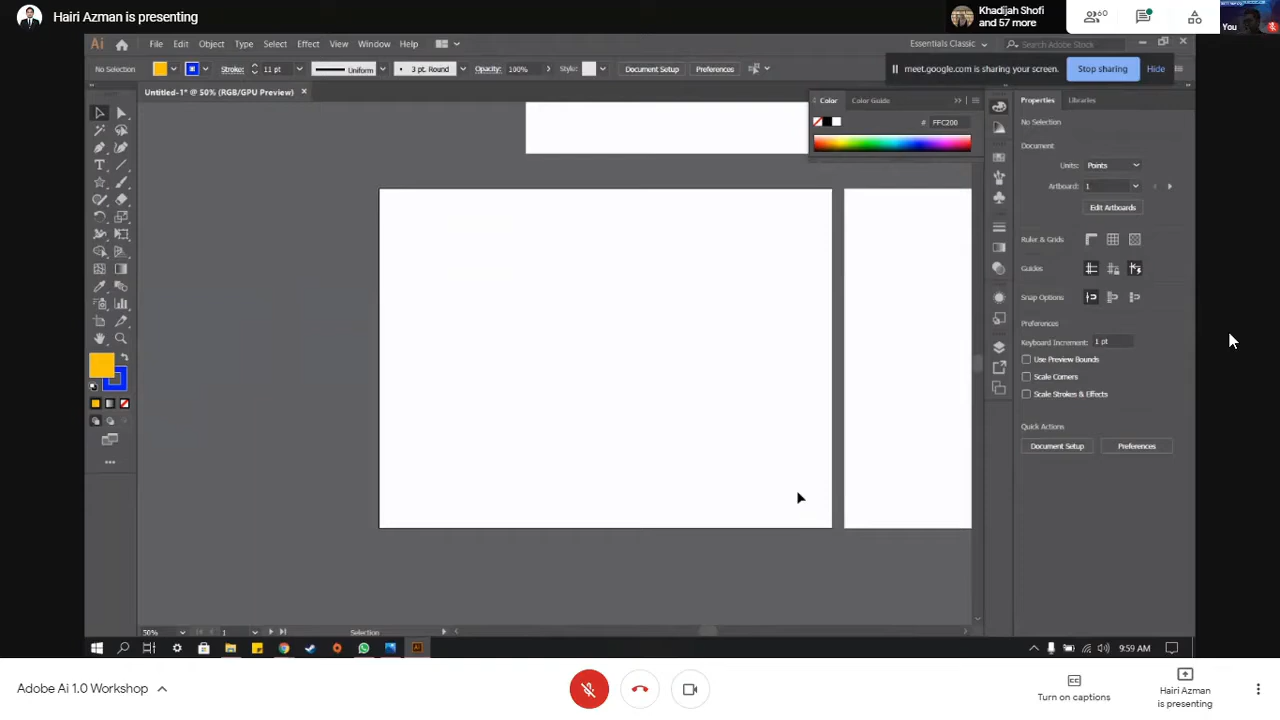 Hairi Azman is presenting
Khadijah Shofi
and 57 more
60
You
Ai
File Edit Object Type Select Effect View Window Help
Essentials Classic
Search Adobe Stock
No Selection
Stroke: 11 pt
Uniform
3 pt. Round
Opacity: 100%
Style:
Document Setup
Preferences
meet.google.com is sharing your screen.
Stop sharing
Hide
Untitled-1* @ 50% (RGB/GPU Preview) ×
Color Color Guide
# FFC200
Properties Libraries
No Selection
Document
Units: Points
Artboard: 1
Edit Artboards
Ruler & Grids
Guides
Snap Options
Preferences
Keyboard Increment: 1 pt
Use Preview Bounds
Scale Corners
Scale Strokes & Effects
Quick Actions
Document Setup
Preferences
50% 1 Selection
9:59 AM
Adobe Ai 1.0 Workshop
Turn on captions
Hairi Azman
is presenting